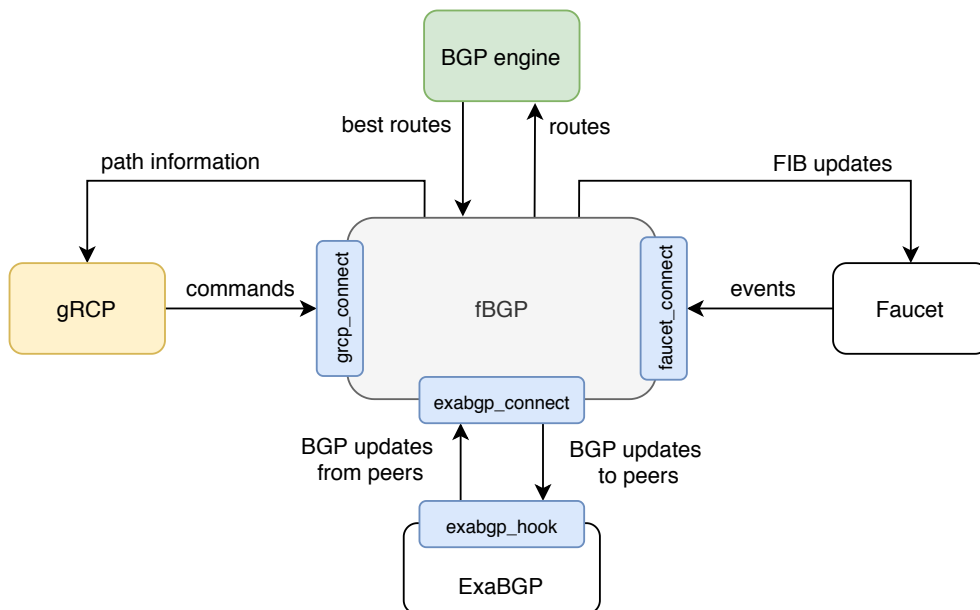 BGP engine
best routes
routes
path information
FIB updates
gRCP
commands
grcp_connect
fBGP
faucet_connect
events
Faucet
exabgp_connect
BGP updates
from peers
BGP updates
to peers
exabgp_hook
ExaBGP